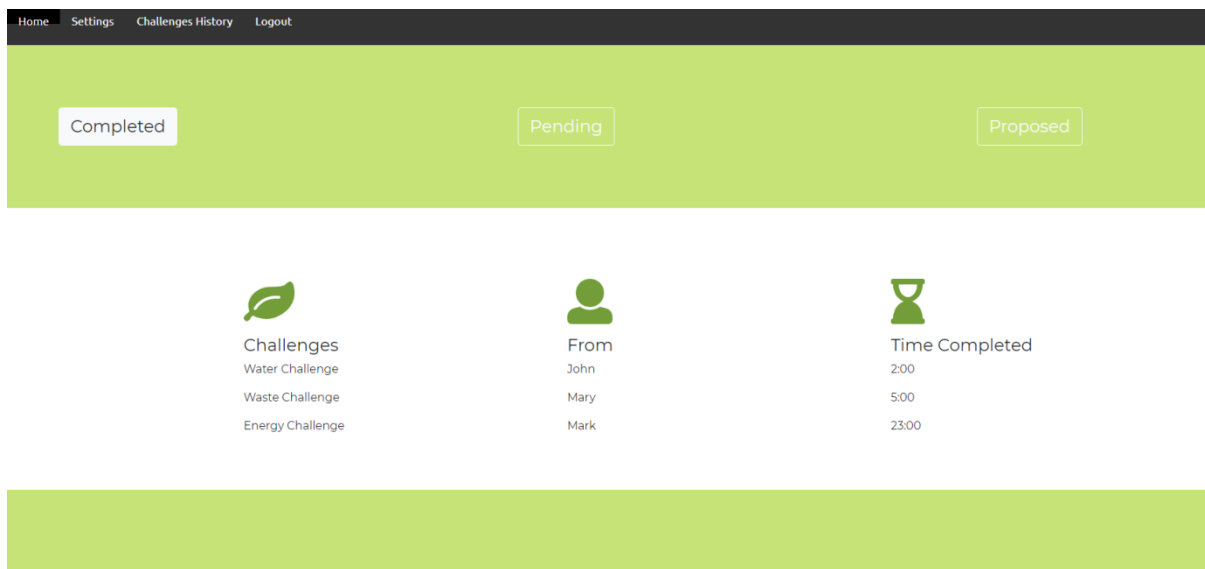 Home Settings Challenges History Logout
Completed Pending Proposed
Challenges From Time Completed
Water Challenge John 2:00
Waste Challenge Mary 5:00
Energy Challenge Mark 23:00